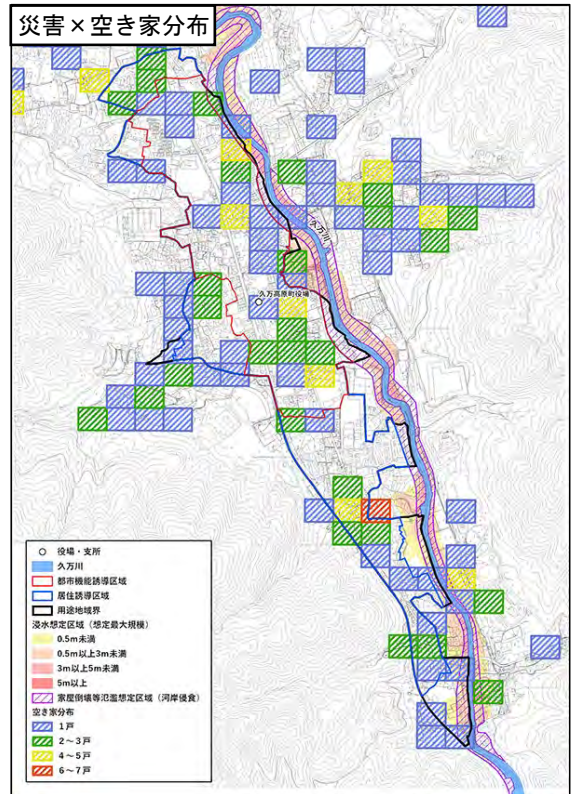 災害×空き家分布
久万川
久万高原町役場
役場・支所
久万川
都市機能誘導区域
居住誘導区域
用途地域界
浸水想定区域（想定最大規模）
0.5m未満
0.5m以上3m未満
3m以上5m未満
5m以上
家屋倒壊等氾濫想定区域（河岸侵食）
空き家分布
1戸
2～3戸
4～5戸
6～7戸